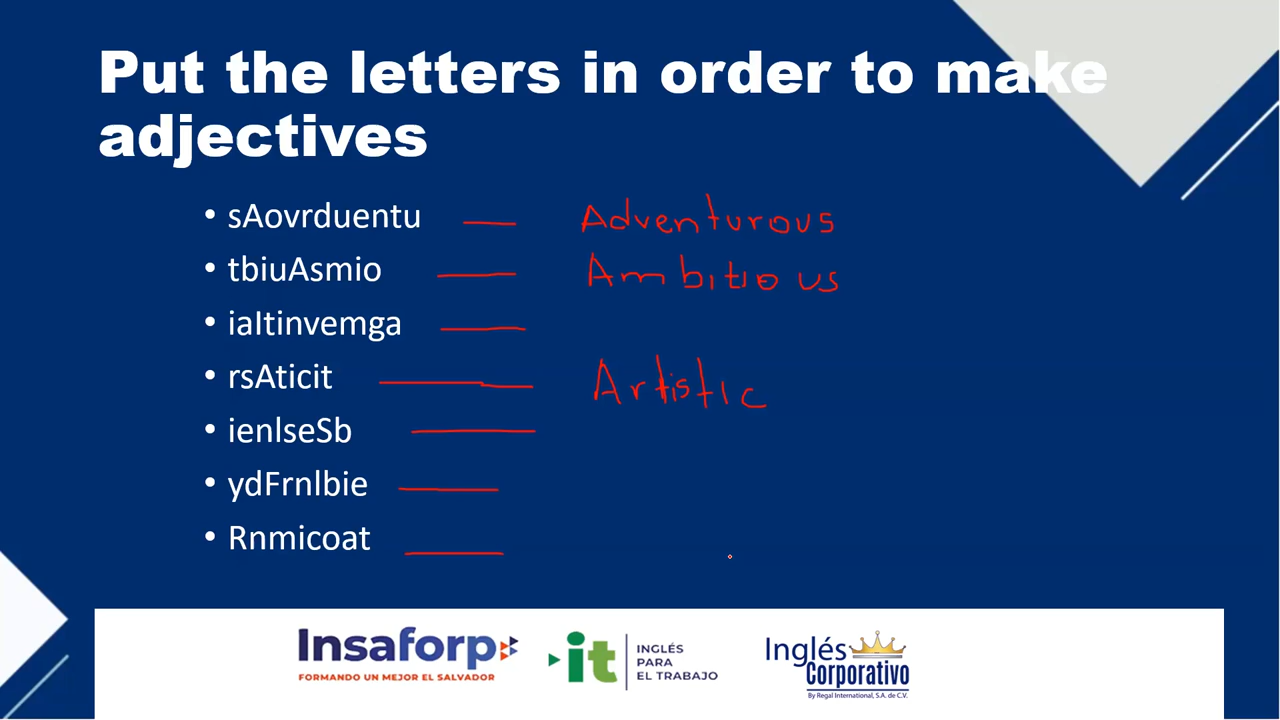 Put the letters in order to make
adjectives
• sAovrduentu — Adventurous
• tbiuAsmio — Ambitious
• iaItinvemga —
• rsAticit — Artistic
• ienlseSb —
• ydFrnlbie —
• Rnmicoat —
Insaforp
FORMANDO UN MEJOR EL SALVADOR
it
INGLÉS
PARA
EL TRABAJO
Inglés
Corporativo
By Regal International, S.A. de C.V.